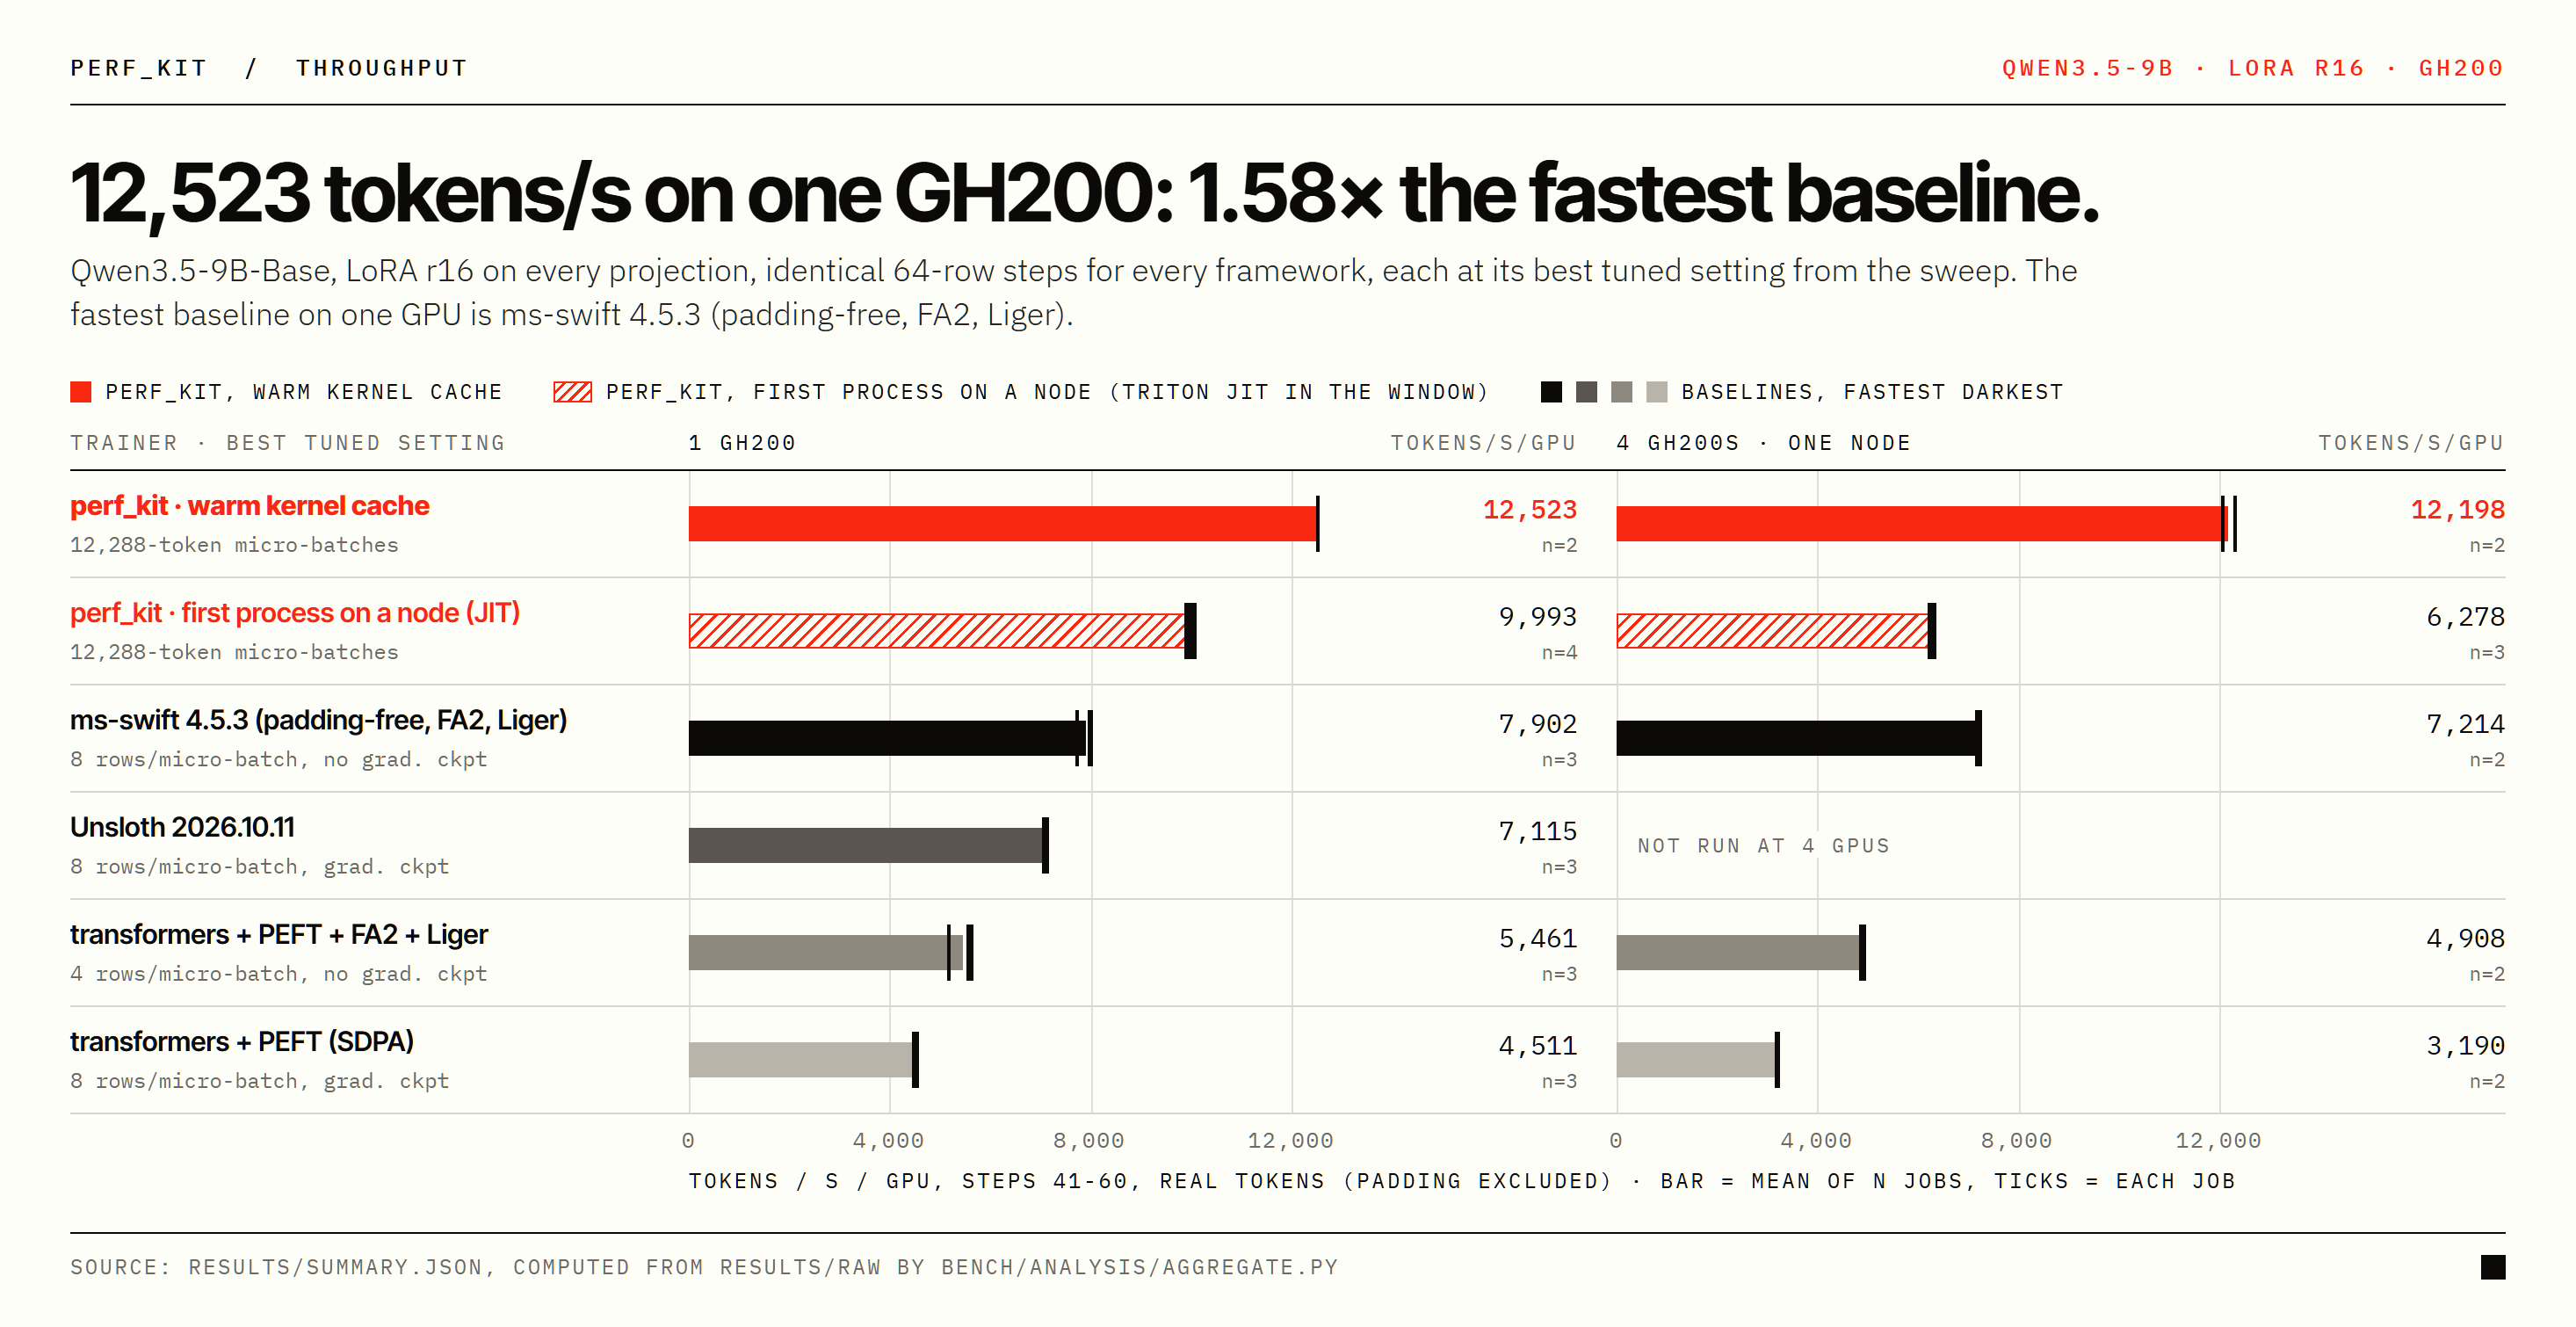 PERF_KIT / THROUGHPUT
QWEN3.5-9B · LORA R16 · GH200
12,523 tokens/s on one GH200: 1.58× the fastest baseline.
Qwen3.5-9B-Base, LoRA r16 on every projection, identical 64-row steps for every framework, each at its best tuned setting from the sweep. The
fastest baseline on one GPU is ms-swift 4.5.3 (padding-free, FA2, Liger).
PERF_KIT, WARM KERNEL CACHE
PERF_KIT, FIRST PROCESS ON A NODE (TRITON JIT IN THE WINDOW)
BASELINES, FASTEST DARKEST
TRAINER · BEST TUNED SETTING
1 GH200
TOKENS/S/GPU
4 GH200S · ONE NODE
TOKENS/S/GPU
perf_kit · warm kernel cache
12,288-token micro-batches
12,523
n=2
12,198
n=2
perf_kit · first process on a node (JIT)
12,288-token micro-batches
9,993
n=4
6,278
n=3
ms-swift 4.5.3 (padding-free, FA2, Liger)
8 rows/micro-batch, no grad. ckpt
7,902
n=3
7,214
n=2
Unsloth 2026.10.11
8 rows/micro-batch, grad. ckpt
7,115
n=3
NOT RUN AT 4 GPUS
transformers + PEFT + FA2 + Liger
4 rows/micro-batch, no grad. ckpt
5,461
n=3
4,908
n=2
transformers + PEFT (SDPA)
8 rows/micro-batch, grad. ckpt
4,511
n=3
3,190
n=2
0 4,000 8,000 12,000
0 4,000 8,000 12,000
TOKENS / S / GPU, STEPS 41-60, REAL TOKENS (PADDING EXCLUDED) · BAR = MEAN OF N JOBS, TICKS = EACH JOB
SOURCE: RESULTS/SUMMARY.JSON, COMPUTED FROM RESULTS/RAW BY BENCH/ANALYSIS/AGGREGATE.PY